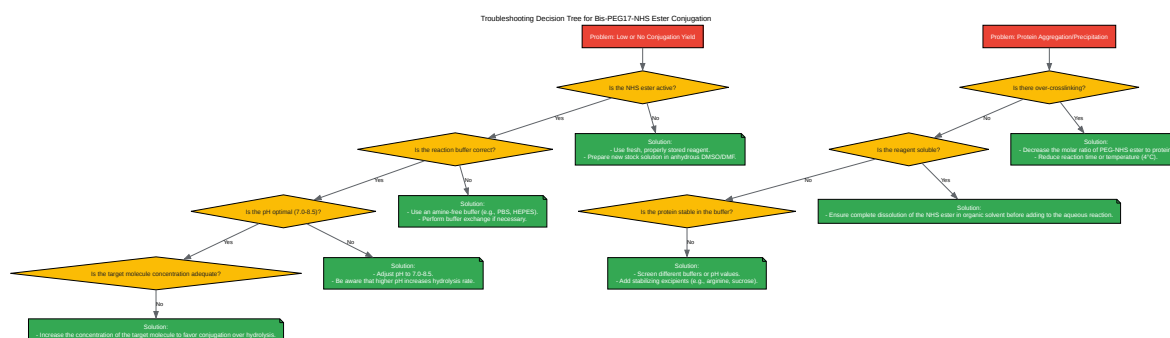 Troubleshooting Decision Tree for Bis-PEG17-NHS Ester Conjugation
Problem: Low or No Conjugation Yield
Problem: Protein Aggregation/Precipitation
Is the NHS ester active?
Is there over-crosslinking?
Yes
No
No
Yes
Is the reaction buffer correct?
Solution:
- Use fresh, properly stored reagent.
- Prepare new stock solution in anhydrous DMSO/DMF.
Is the reagent soluble?
Solution:
- Decrease the molar ratio of PEG-NHS ester to protein
- Reduce reaction time or temperature (4°C).
Yes
No
No
Yes
Is the pH optimal (7.0-8.5)?
Solution:
- Use an amine-free buffer (e.g., PBS, HEPES).
- Perform buffer exchange if necessary.
Is the protein stable in the buffer?
Solution:
- Ensure complete dissolution of the NHS ester in organic solvent before adding to the aqueous reaction.
Yes
No
No
Is the target molecule concentration adequate?
Solution:
- Adjust pH to 7.0-8.5.
- Be aware that higher pH increases hydrolysis rate.
Solution:
- Screen different buffers or pH values.
- Add stabilizing excipients (e.g., arginine, sucrose).
No
Solution:
- Increase the concentration of the target molecule to favor conjugation over hydrolysis.